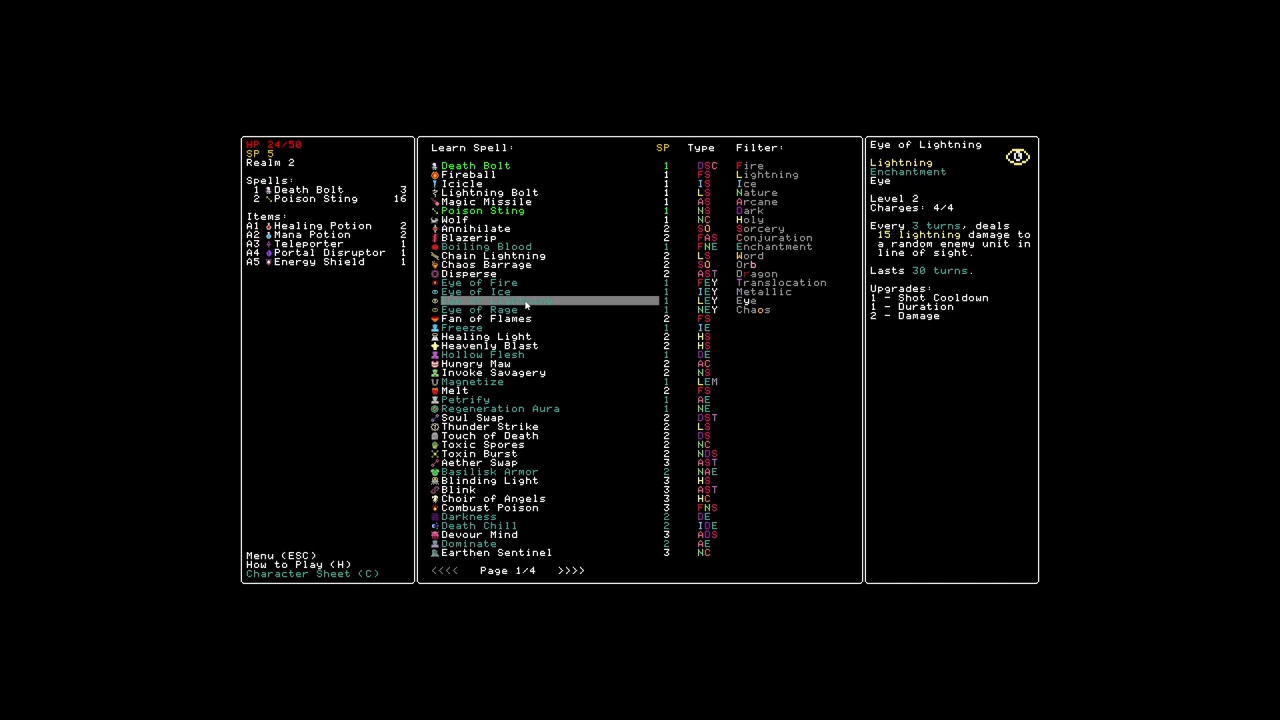 HP 24/50
SP 5
Realm 2
Spells:
1 Death Bolt 3
2 Poison Sting 16
Items:
A1 Healing Potion 2
A2 Mana Potion 2
A3 Teleporter 1
A4 Portal Disruptor 1
A5 Energy Shield 1
Menu (ESC)
How to Play (H)
Character Sheet (C)
Learn Spell: SP Type Filter:
Death Bolt 1 DSC Fire
Fireball 1 FS Lightning
Icicle 1 IS Ice
Lightning Bolt 1 LS Nature
Magic Missile 1 AS Arcane
Poison Sting 1 NS Dark
Wolf 1 NC Holy
Annihilate 2 SO Sorcery
Blazerip 2 FAS Conjuration
Boiling Blood 1 FNE Enchantment
Chain Lightning 2 LS Word
Chaos Barrage 2 SO Orb
Disperse 2 AST Dragon
Eye of Fire 1 FEY Translocation
Eye of Ice 1 IEY Metallic
1 LEY Eye
Eye of Rage 1 NEY Chaos
Fan of Flames 2 FS
Freeze 1 IE
Healing Light 2 HS
Heavenly Blast 2 HS
Hollow Flesh 1 DE
Hungry Maw 2 AC
Invoke Savagery 2 NS
Magnetize 1 LEM
Melt 2 FS
Petrify 1 AE
Regeneration Aura 1 NE
Soul Swap 2 DST
Thunder Strike 2 LS
Touch of Death 2 DS
Toxic Spores 2 NC
Toxin Burst 2 NDS
Aether Swap 3 AST
Basilisk Armor 2 NAE
Blinding Light 3 HS
Blink 3 AST
Choir of Angels 3 HC
Combust Poison 3 FNS
Darkness 2 DE
Death Chill 2 IDE
Devour Mind 3 ADS
Dominate 2 AE
Earthen Sentinel 3 NC
<<<< Page 1/4 >>>>
Eye of Lightning
Lightning
Enchantment
Eye
Level 2
Charges: 4/4
Every 3 turns, deals
15 lightning damage to
a random enemy unit in
line of sight.
Lasts 30 turns.
Upgrades:
1 - Shot Cooldown
1 - Duration
2 - Damage